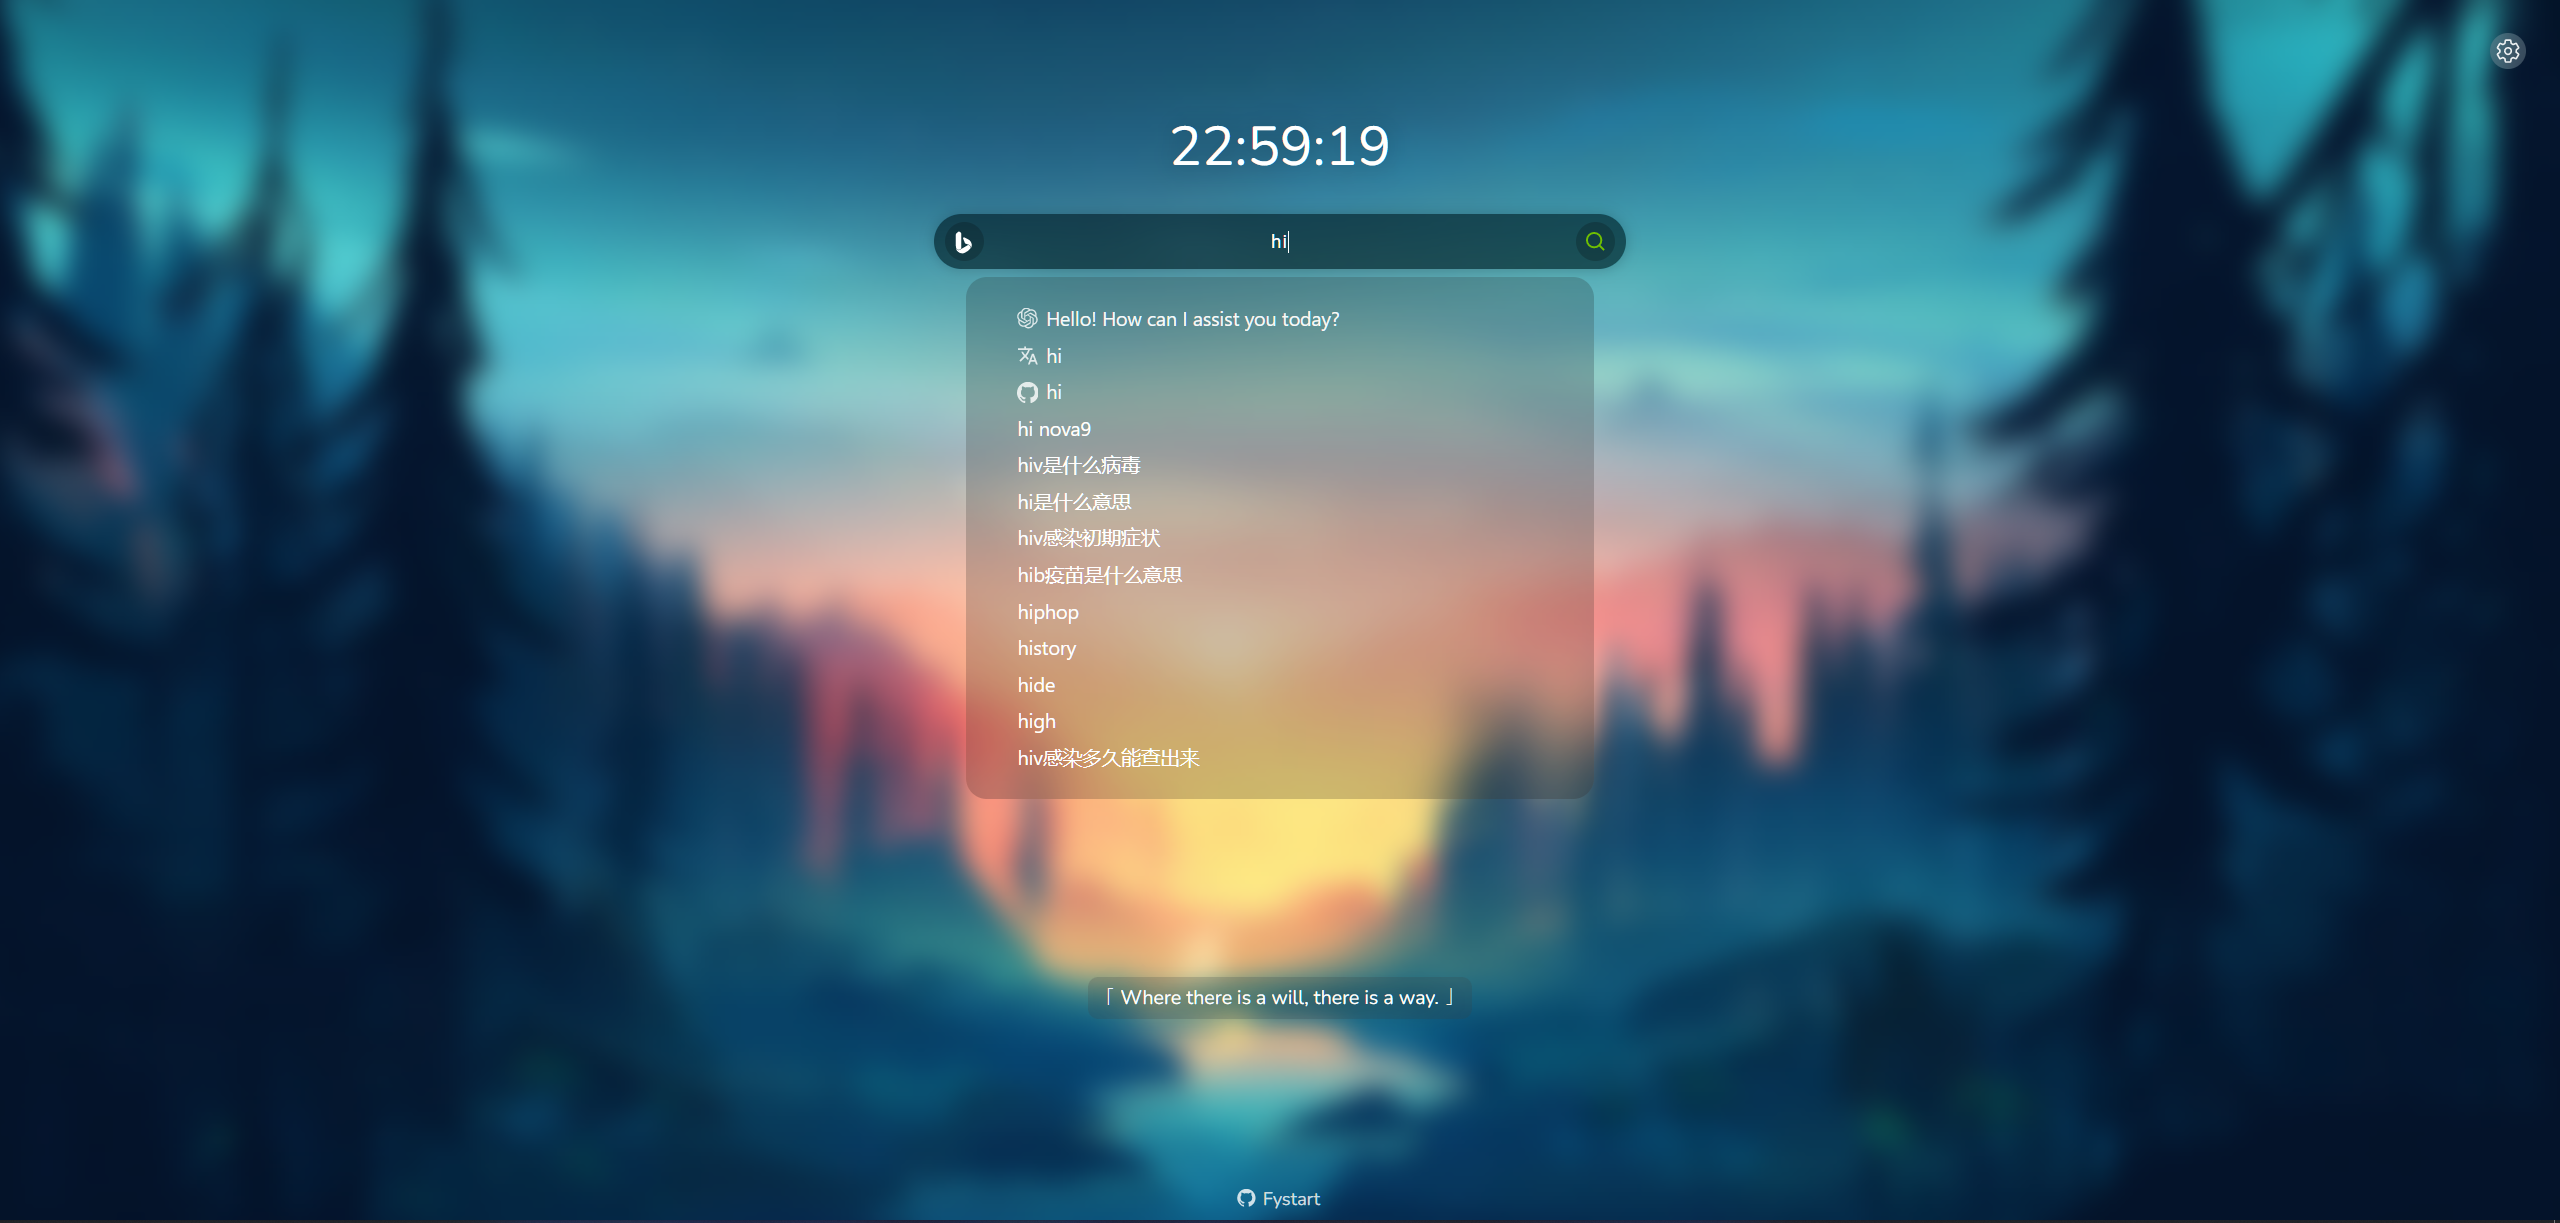 22:59:19
hi
Hello! How can I assist you today?
hi
hi
hi nova9
hiv是什么病毒
hi是什么意思
hiv感染初期症状
hib疫苗是什么意思
hiphop
history
hide
high
hiv感染多久能查出来
「 Where there is a will, there is a way. 」
Fystart